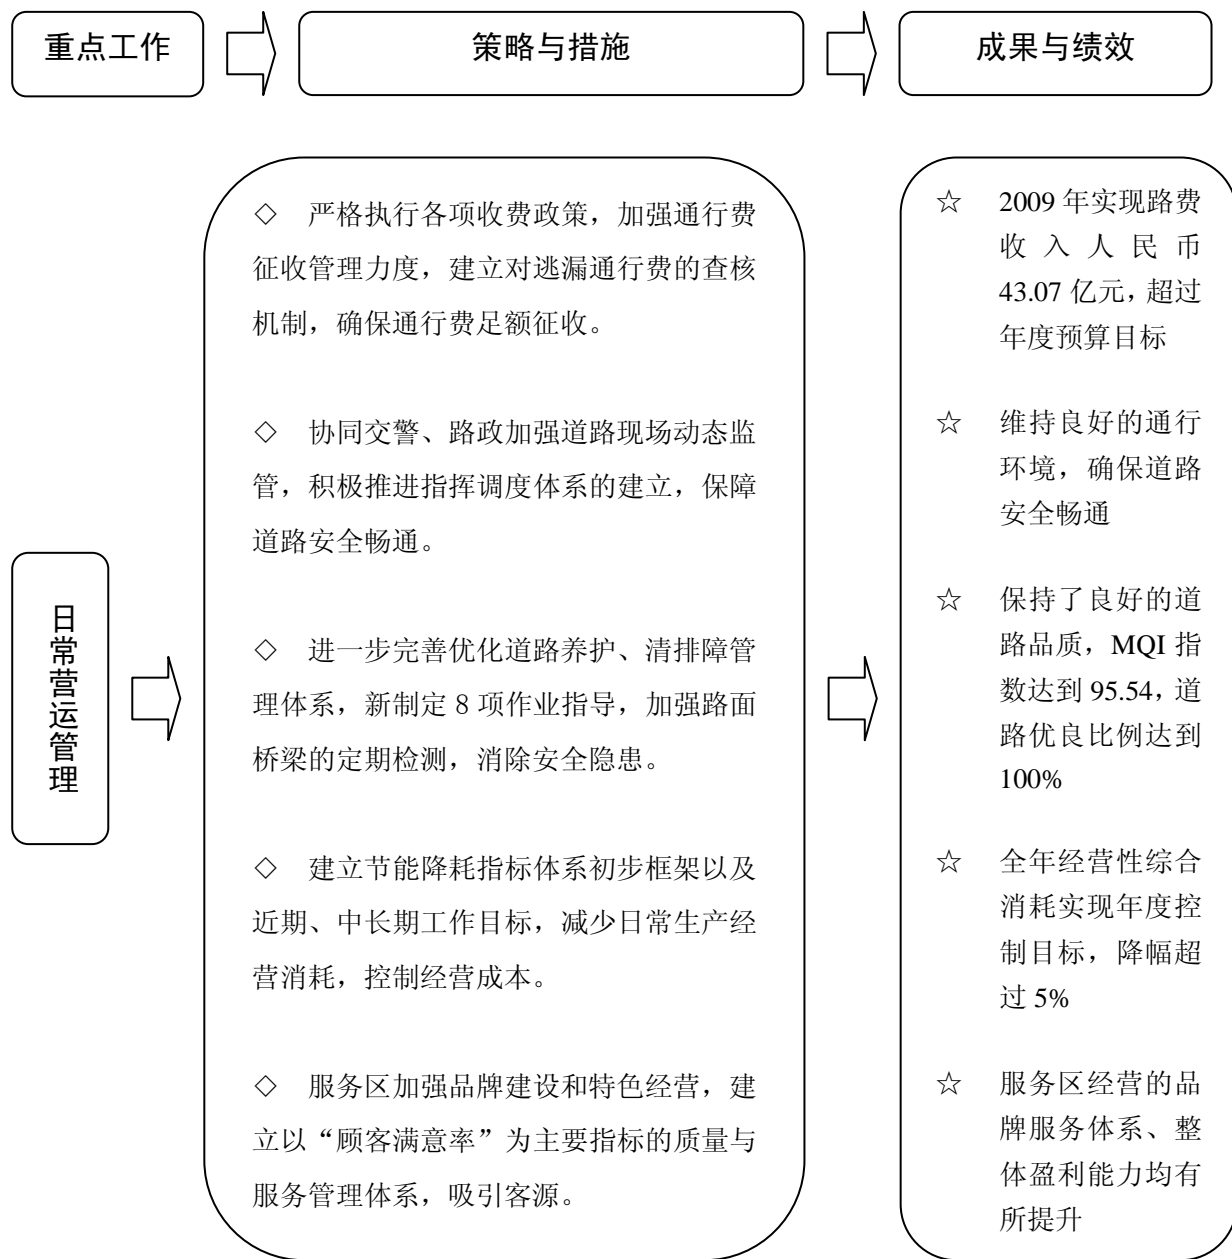 重点工作
策略与措施
成果与绩效
日常营运管理
◇ 严格执行各项收费政策，加强通行费
征收管理力度，建立对逃漏通行费的查核
机制，确保通行费足额征收。
◇ 协同交警、路政加强道路现场动态监
管，积极推进指挥调度体系的建立，保障
道路安全畅通。
◇ 进一步完善优化道路养护、清排障管
理体系，新制定8项作业指导，加强路面
桥梁的定期检测，消除安全隐患。
◇ 建立节能降耗指标体系初步框架以及
近期、中长期工作目标，减少日常生产经
营消耗，控制经营成本。
◇ 服务区加强品牌建设和特色经营，建
立以“顾客满意率”为主要指标的质量与
服务管理体系，吸引客源。
☆ 2009 年实现路费
收入人民币
43.07 亿元，超过
年度预算目标
☆ 维持良好的通行
环境，确保道路
安全畅通
☆ 保持了良好的道
路品质，MQI 指
数达到 95.54，道
路优良比例达到
100%
☆ 全年经营性综合
消耗实现年度控
制目标，降幅超
过 5%
☆ 服务区经营的品
牌服务体系、整
体盈利能力均有
所提升